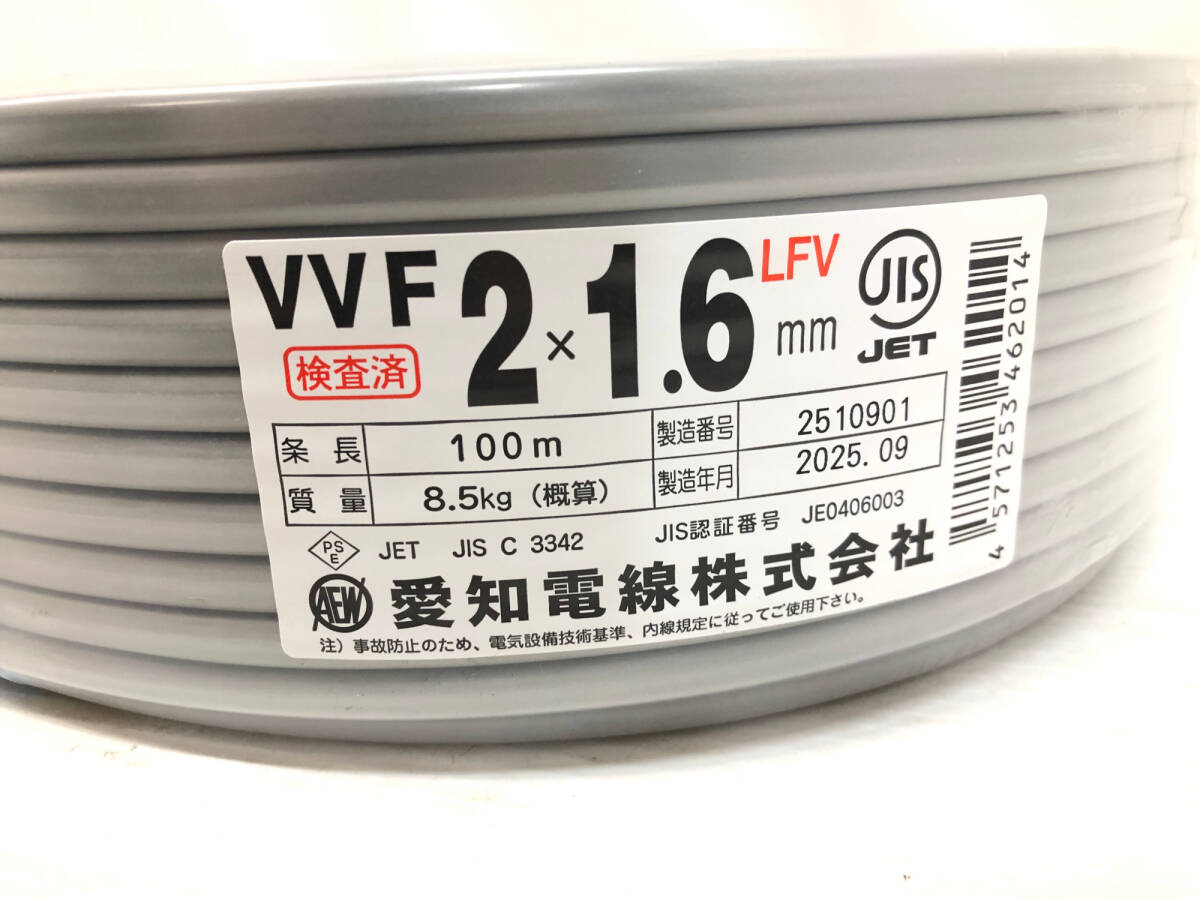 VVF 2×1.6mm LFV
検査済
JIS
JET
条長 100m 製造番号 2510901
質量 8.5kg (概算) 製造年月 2025.09
PS E JET JIS C 3342 JIS認証番号 JE0406003
AEW 愛知電線株式会社
注）事故防止のため、電気設備技術基準、内線規定に従ってご使用下さい。
4 571253 462014